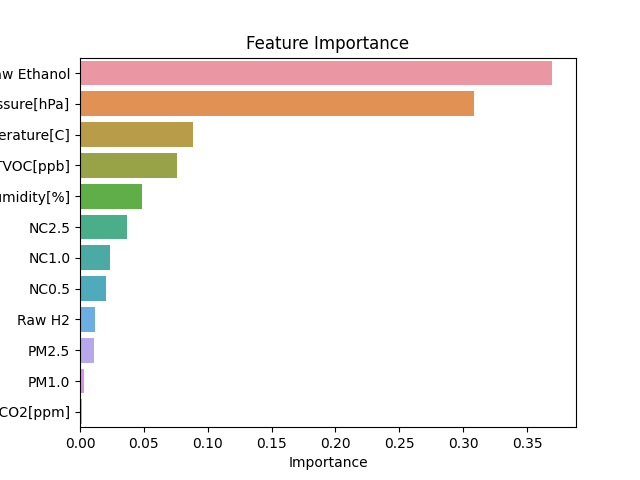 Feature Importance
aw Ethanol
ssure[hPa]
erature[C]
TVOC[ppb]
umidity[%]
NC2.5
NC1.0
NC0.5
Raw H2
PM2.5
PM1.0
CO2[ppm]
0.00 0.05 0.10 0.15 0.20 0.25 0.30 0.35
Importance